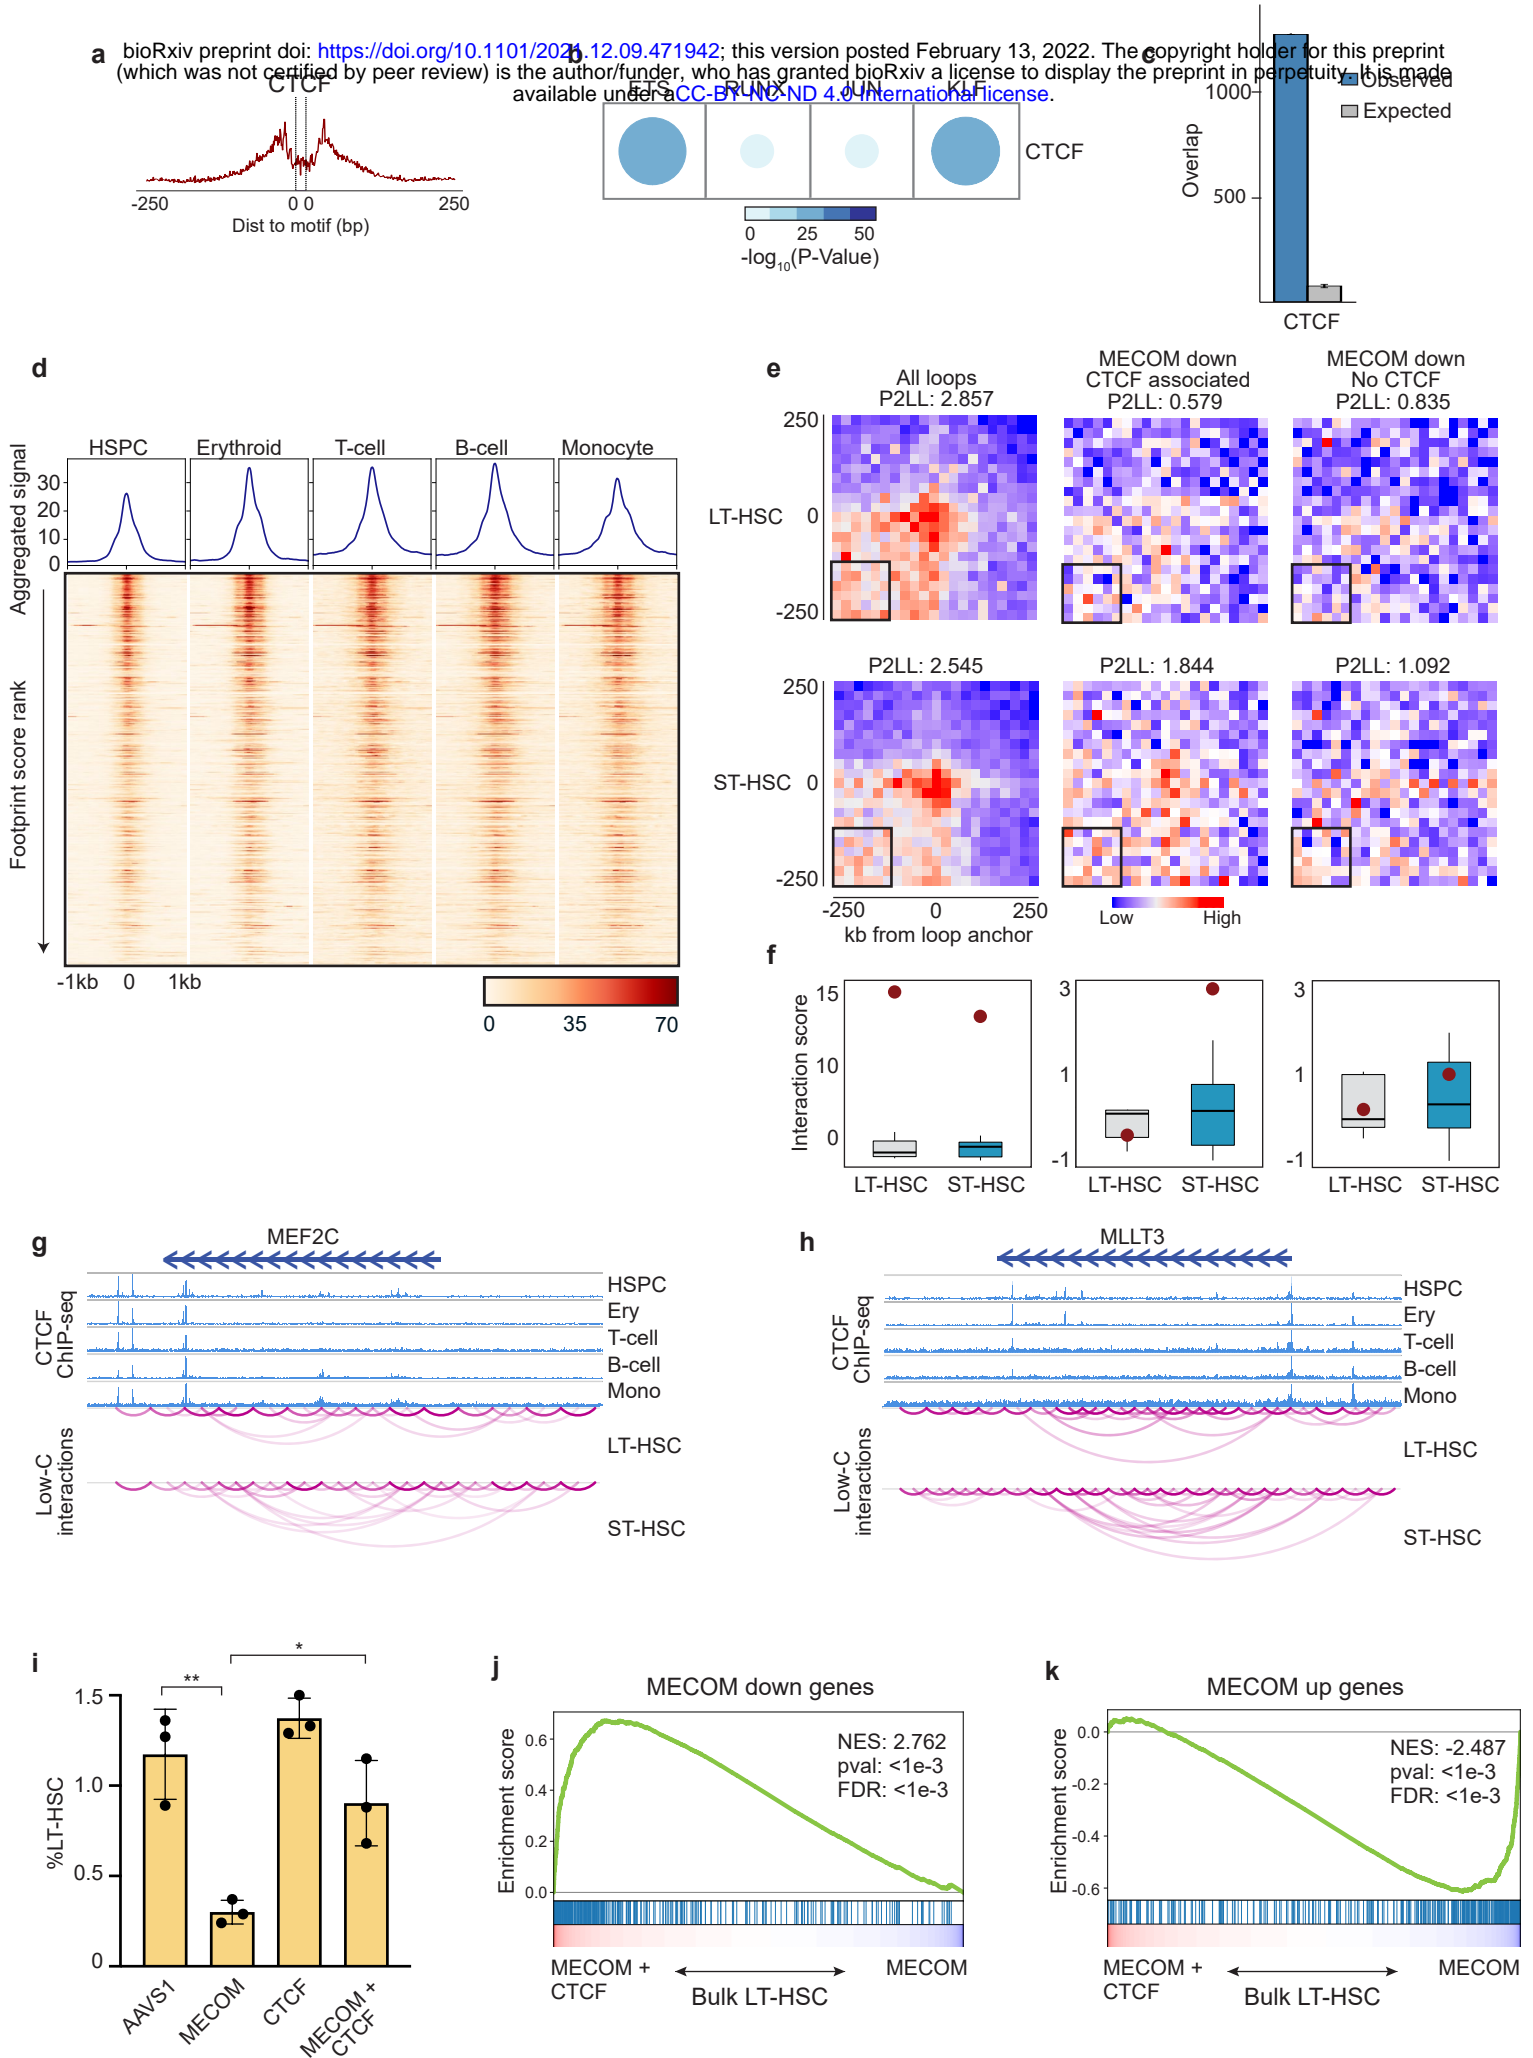 a
bioRxiv preprint doi: https://doi.org/10.1101/2021.12.09.471942; this version posted February 13, 2022. The copyright holder for this preprint
(which was not certified by peer review) is the author/funder, who has granted bioRxiv a license to display the preprint in perpetuity. It is made
available under aCC-BY-NC-ND 4.0 International license.
CTCF
-250
0 0
250
Dist to motif (bp)
b
ETS
RUNX
JUN
KLF
CTCF
0
25
50
-log10(P-Value)
c
Observed
Expected
1000
500
Overlap
CTCF
d
HSPC
Erythroid
T-cell
B-cell
Monocyte
Aggregated signal
30
20
10
0
Footprint score rank
-1kb
0
1kb
0
35
70
e
All loops
P2LL: 2.857
MECOM down
CTCF associated
P2LL: 0.579
MECOM down
No CTCF
P2LL: 0.835
250
LT-HSC
0
-250
P2LL: 2.545
P2LL: 1.844
P2LL: 1.092
250
ST-HSC
0
-250
-250
0
250
kb from loop anchor
Low
High
f
Interaction score
15
10
0
LT-HSC
ST-HSC
3
1
-1
LT-HSC
ST-HSC
3
1
-1
LT-HSC
ST-HSC
g
MEF2C
CTCF
ChIP-seq
HSPC
Ery
T-cell
B-cell
Mono
Low-C
interactions
LT-HSC
ST-HSC
h
MLLT3
CTCF
ChIP-seq
HSPC
Ery
T-cell
B-cell
Mono
Low-C
interactions
LT-HSC
ST-HSC
i
**
*
%LT-HSC
1.5
1.0
0.5
0
AAVS1
MECOM
CTCF
MECOM +
CTCF
j
MECOM down genes
NES: 2.762
pval: <1e-3
FDR: <1e-3
Enrichment score
0.6
0.4
0.2
0.0
MECOM +
CTCF
MECOM
Bulk LT-HSC
k
MECOM up genes
NES: -2.487
pval: <1e-3
FDR: <1e-3
Enrichment score
0.0
-0.2
-0.4
-0.6
MECOM +
CTCF
MECOM
Bulk LT-HSC